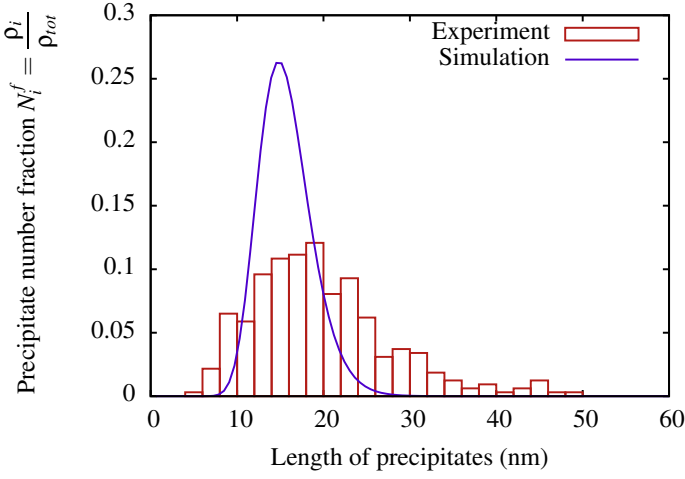 Precipitate number fraction N_i^f = ρ_i / ρ_tot
0.3
0.25
0.2
0.15
0.1
0.05
0
Experiment
Simulation
0 10 20 30 40 50 60
Length of precipitates (nm)